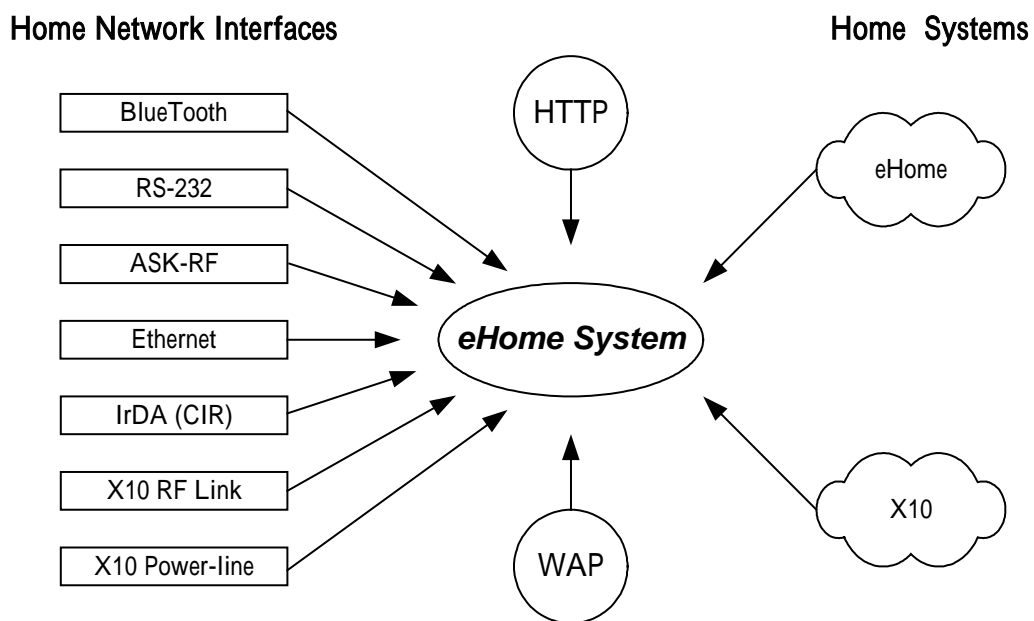 Home Network Interfaces
Home Systems
BlueTooth
RS-232
ASK-RF
Ethernet
IrDA (CIR)
X10 RF Link
X10 Power-line
HTTP
eHome System
WAP
eHome
X10